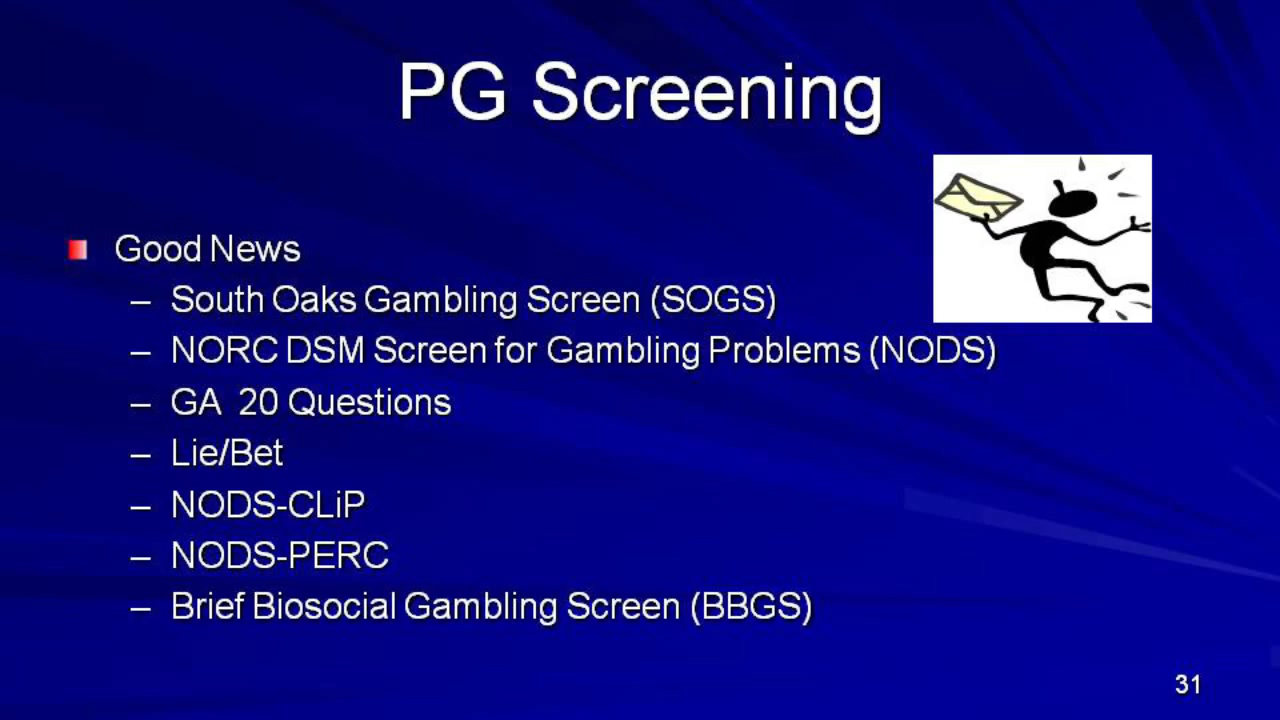 PG Screening
Good News
– South Oaks Gambling Screen (SOGS)
– NORC DSM Screen for Gambling Problems (NODS)
– GA  20 Questions
– Lie/Bet
– NODS-CLiP
– NODS-PERC
– Brief Biosocial Gambling Screen (BBGS)
31